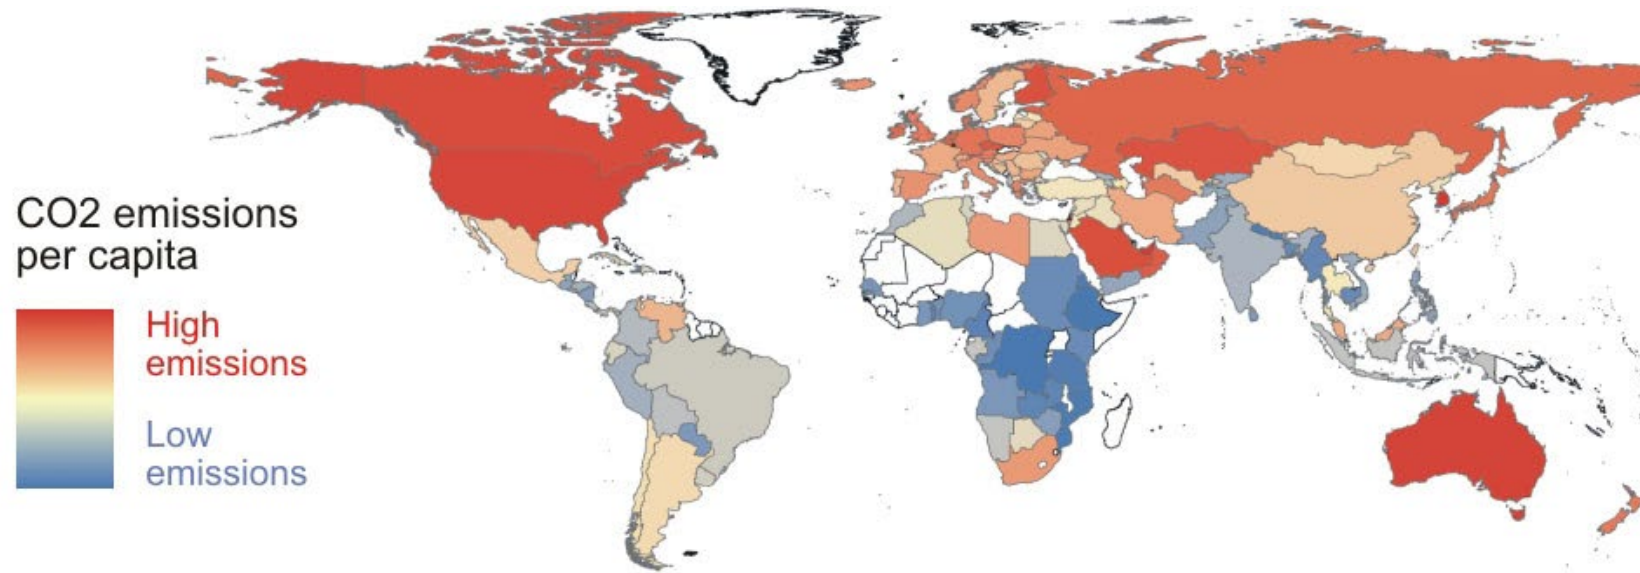 CO2 emissions
per capita
High
emissions
Low
emissions